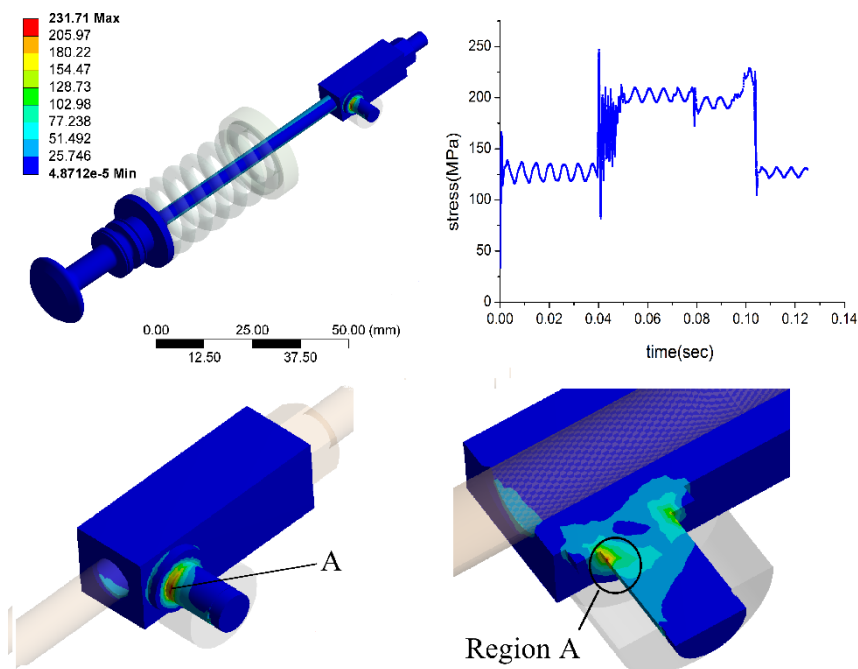 231.71 Max
205.97
180.22
154.47
128.73
102.98
77.238
51.492
25.746
4.8712e-5 Min
0.00 25.00 50.00 (mm)
12.50 37.50
250
200
150
100
50
0
stress(MPa)
0.00 0.02 0.04 0.06 0.08 0.10 0.12 0.14
time(sec)
A
Region A